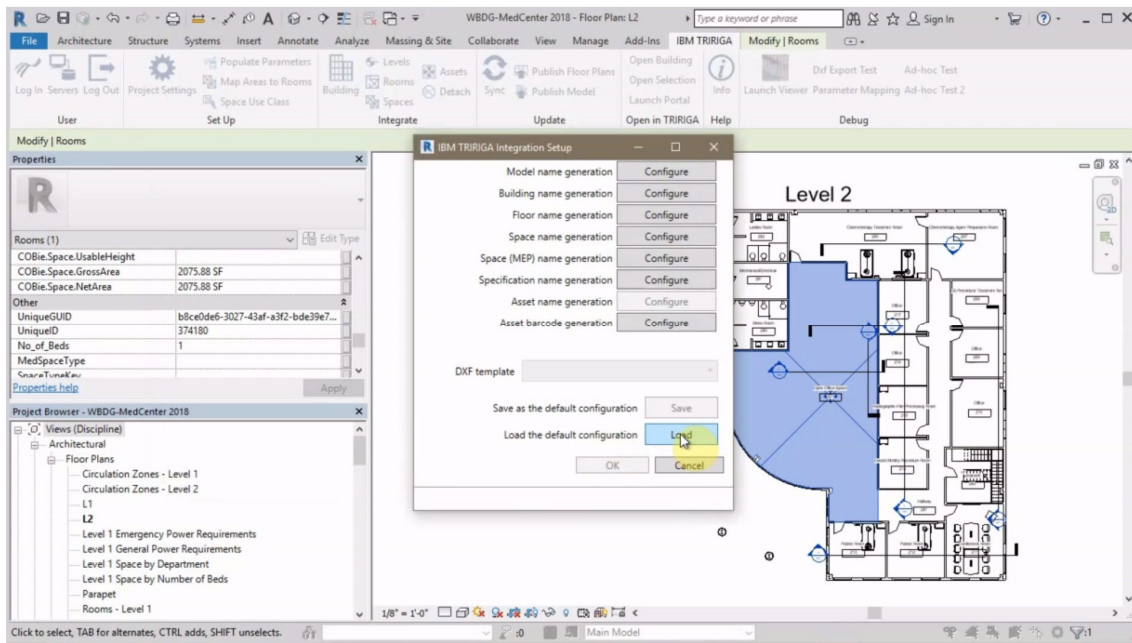 R A WBDG-MedCenter 2018 - Floor Plan: L2 Type a keyword or phrase Sign In
File Architecture Structure Systems Insert Annotate Analyze Massing & Site Collaborate View Manage Add-Ins IBM TRIRIGA Modify | Rooms
Populate Parameters Levels Assets Publish Floor Plans Open Building Dxf Export Test Ad-hoc Test
Map Areas to Rooms Rooms Open Selection
Log In Servers Log Out Project Settings Building Detach Sync Publish Model Info Launch Viewer Parameter Mapping Ad-hoc Test 2
Space Use Class Spaces Launch Portal
User Set Up Integrate Update Open in TRIRIGA Help Debug
Modify | Rooms
Properties
R
Rooms (1) Edit Type
COBie.Space.UsableHeight
COBie.Space.GrossArea 2075.88 SF
COBie.Space.NetArea 2075.88 SF
Other
UniqueGUID b8ce0de6-3027-43af-a3f2-bde39e7...
UniqueID 374180
No_of_Beds 1
MedSpaceType
SpaceTypeKey
Properties help Apply
Project Browser - WBDG-MedCenter 2018
Views (Discipline)
Architectural
Floor Plans
Circulation Zones - Level 1
Circulation Zones - Level 2
L1
L2
Level 1 Emergency Power Requirements
Level 1 General Power Requirements
Level 1 Space by Department
Level 1 Space by Number of Beds
Parapet
Rooms - Level 1
R IBM TRIRIGA Integration Setup
Model name generation Configure
Building name generation Configure
Floor name generation Configure
Space name generation Configure
Space (MEP) name generation Configure
Specification name generation Configure
Asset name generation Configure
Asset barcode generation Configure
DXF template
Save as the default configuration Save
Load the default configuration Load
OK Cancel
Level 2
2D
1/8" = 1'-0"
Click to select, TAB for alternates, CTRL adds, SHIFT unselects. :0 Main Model :1